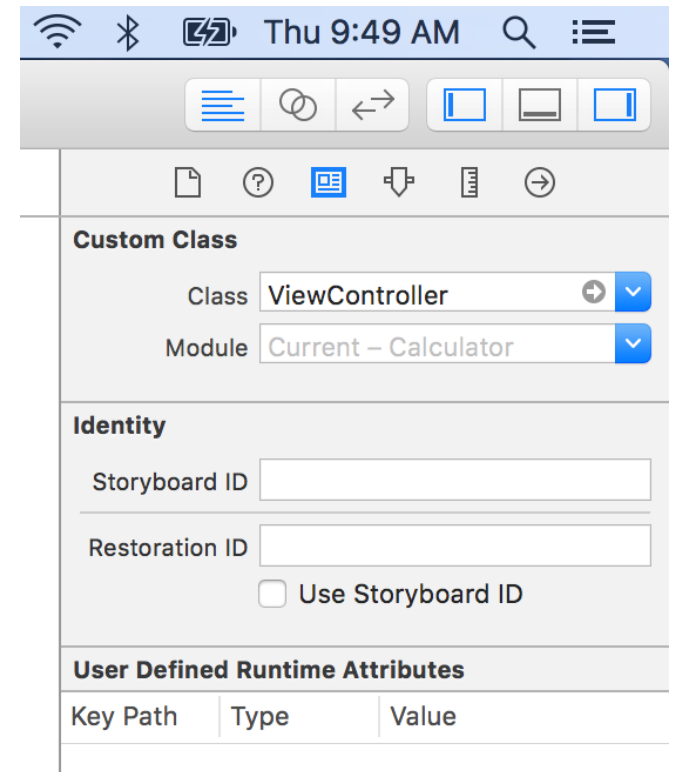 Thu 9:49 AM
Custom Class
Class ViewController
Module Current – Calculator
Identity
Storyboard ID
Restoration ID
Use Storyboard ID
User Defined Runtime Attributes
Key Path Type Value